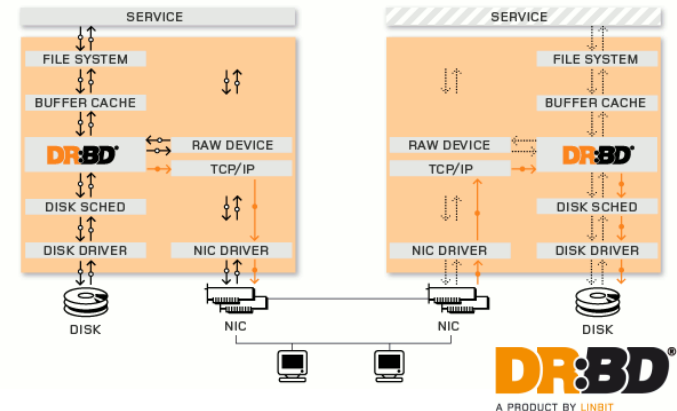 SERVICE
SERVICE
FILE SYSTEM
FILE SYSTEM
BUFFER CACHE
BUFFER CACHE
DR:BD®
RAW DEVICE
RAW DEVICE
DR:BD®
TCP/IP
TCP/IP
DISK SCHED
DISK SCHED
DISK DRIVER
NIC DRIVER
NIC DRIVER
DISK DRIVER
DISK
NIC
NIC
DISK
DR:BD®
A PRODUCT BY LINBIT